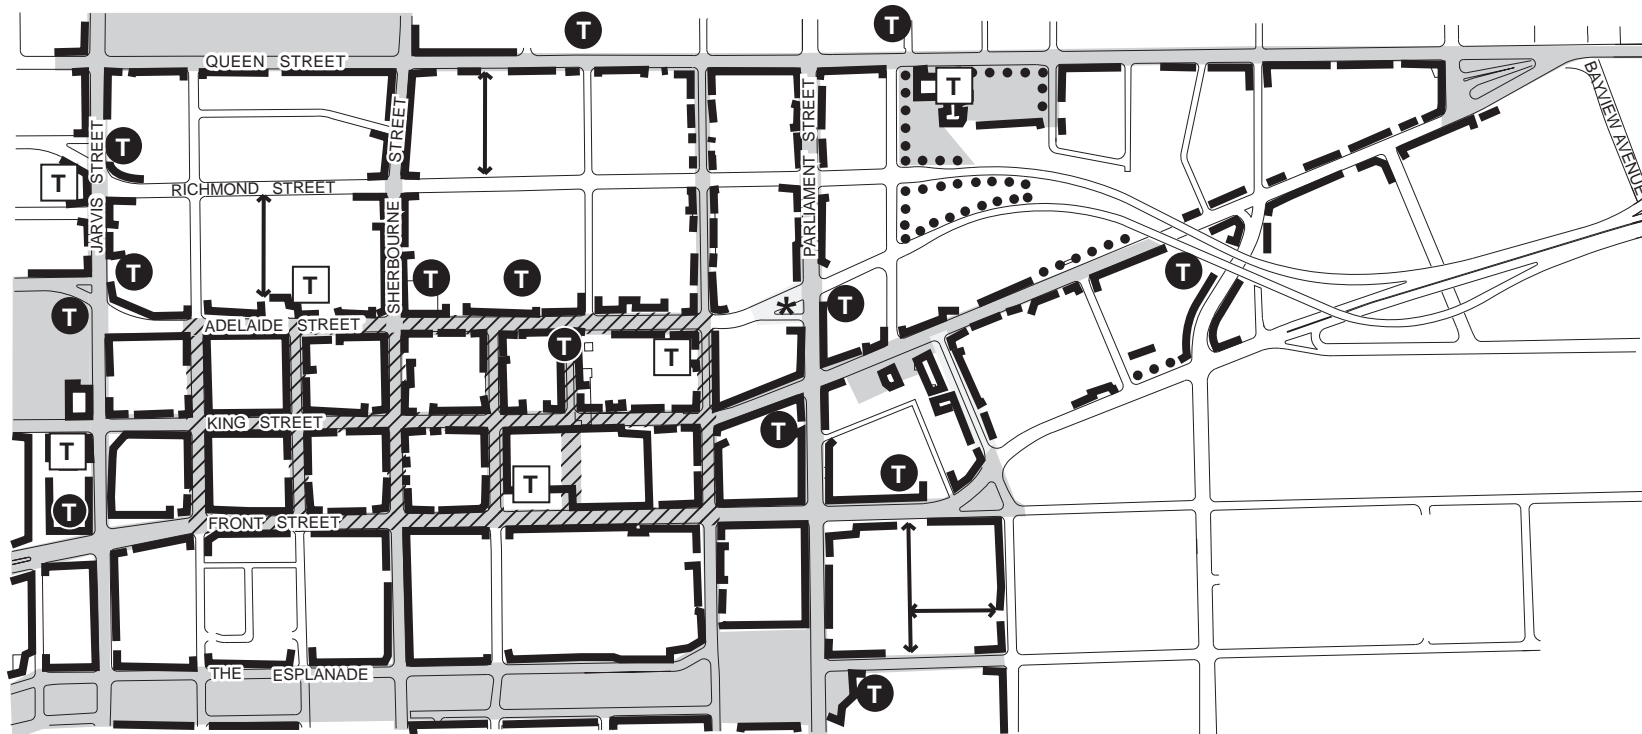 T
T
QUEEN STREET
T
BAYVIEW AVENUE
JARVIS STREET
STREET
PARLIAMENT STREET
T
T
RICHMOND STREET
SHERBOURNE
T
T
T
T
T
T
T
*
ADELAIDE STREET
T
T
KING STREET
T
T
T
T
T
FRONT STREET
THE ESPLANADE
T